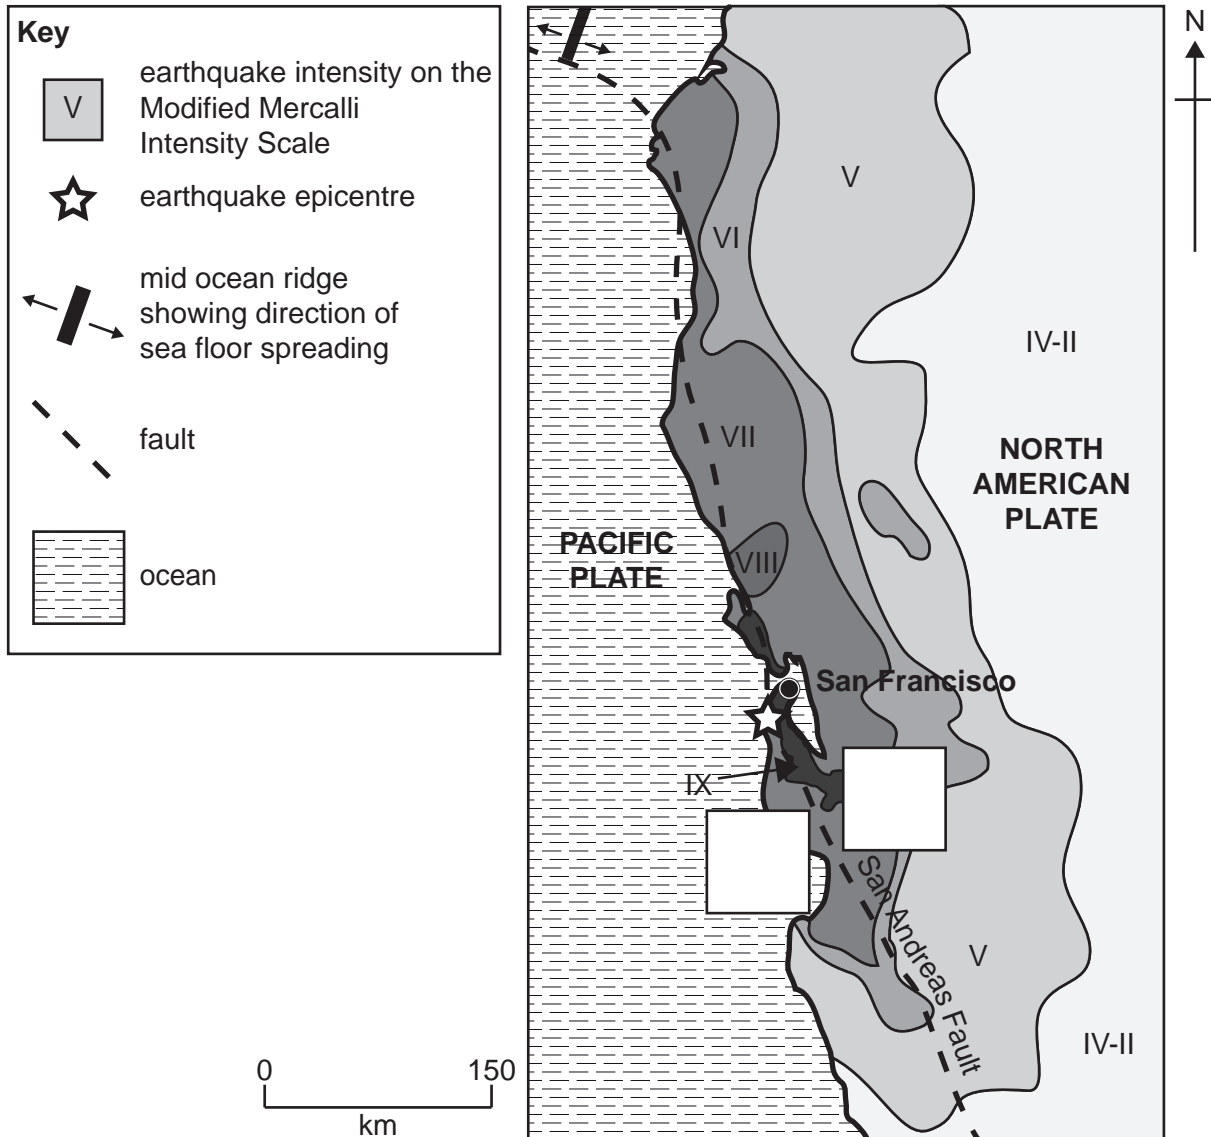 Key
V
earthquake intensity on the
Modified Mercalli
Intensity Scale
earthquake epicentre
mid ocean ridge
showing direction of
sea floor spreading
fault
ocean
0
150
km
N
V
VI
IV-II
VII
NORTH
AMERICAN
PLATE
PACIFIC
PLATE
VIII
San Francisco
IX
San Andreas Fault
V
IV-II